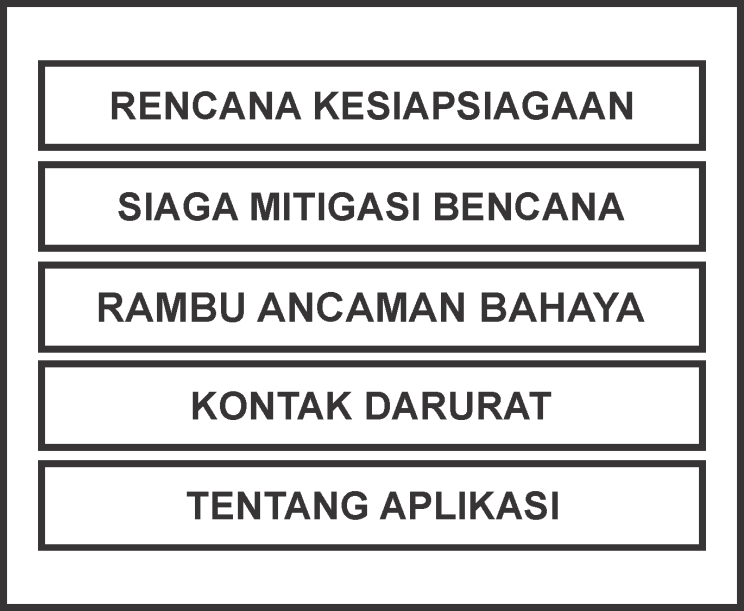 RENCANA KESIAPSIAGAAN
SIAGA MITIGASI BENCANA
RAMBU ANCAMAN BAHAYA
KONTAK DARURAT
TENTANG APLIKASI